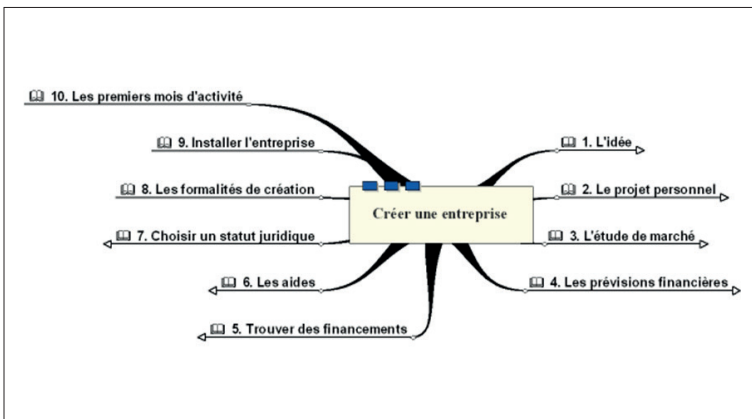 Créer une entreprise
1. L'idée
2. Le projet personnel
3. L'étude de marché
4. Les prévisions financières
5. Trouver des financements
6. Les aides
7. Choisir un statut juridique
8. Les formalités de création
9. Installer l'entreprise
10. Les premiers mois d'activité